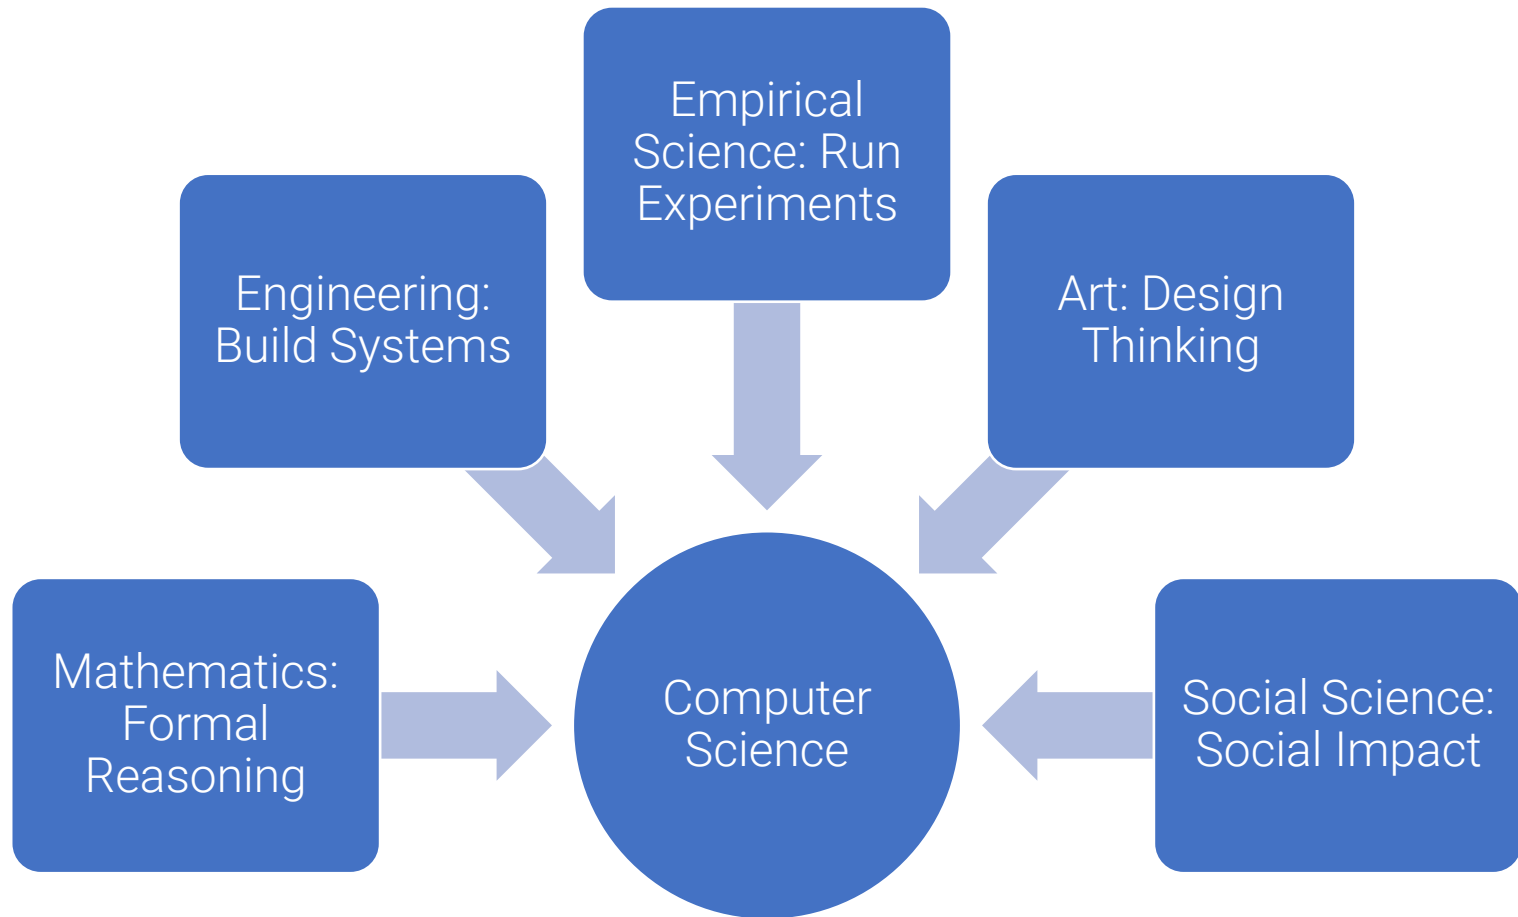 Empirical
Science: Run
Experiments
Engineering:
Build Systems
Art: Design
Thinking
Mathematics:
Formal
Reasoning
Computer
Science
Social Science:
Social Impact